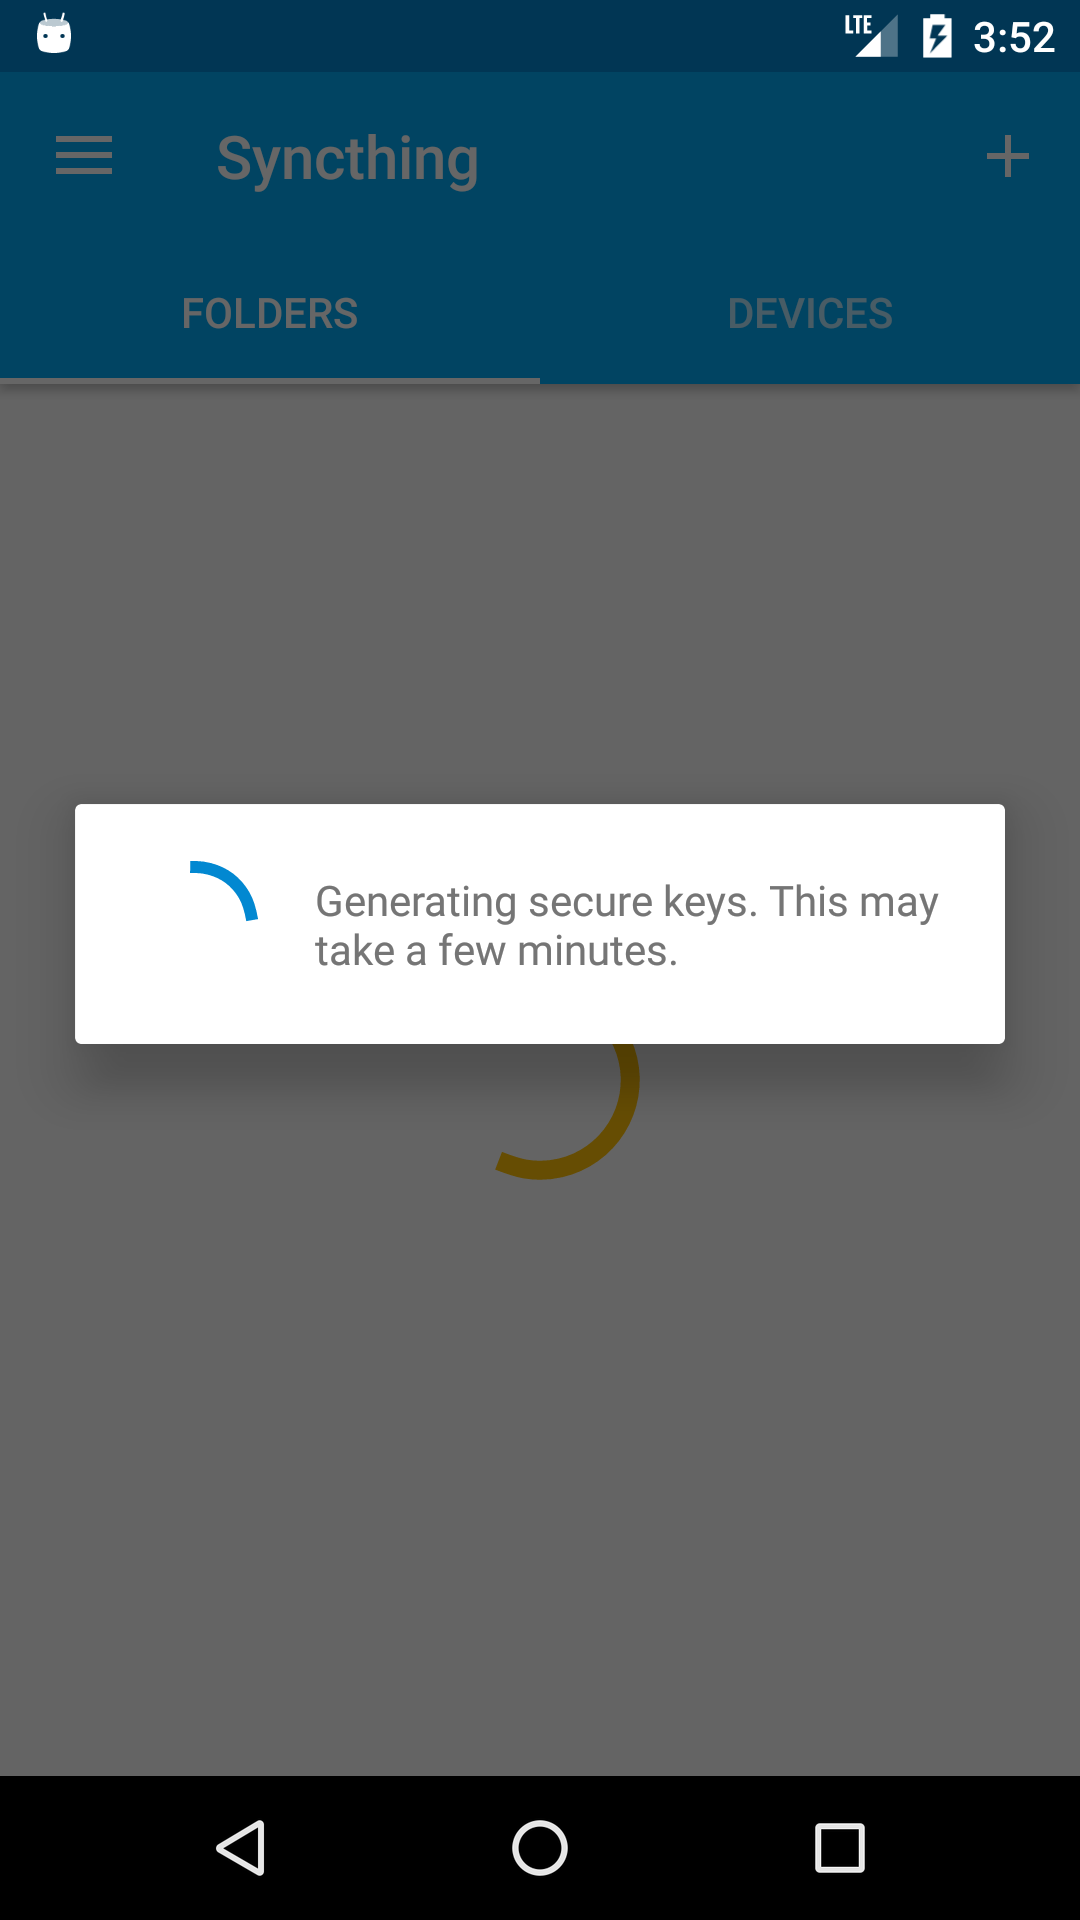 LTE 3:52
Syncthing
FOLDERS DEVICES
Generating secure keys. This may
take a few minutes.